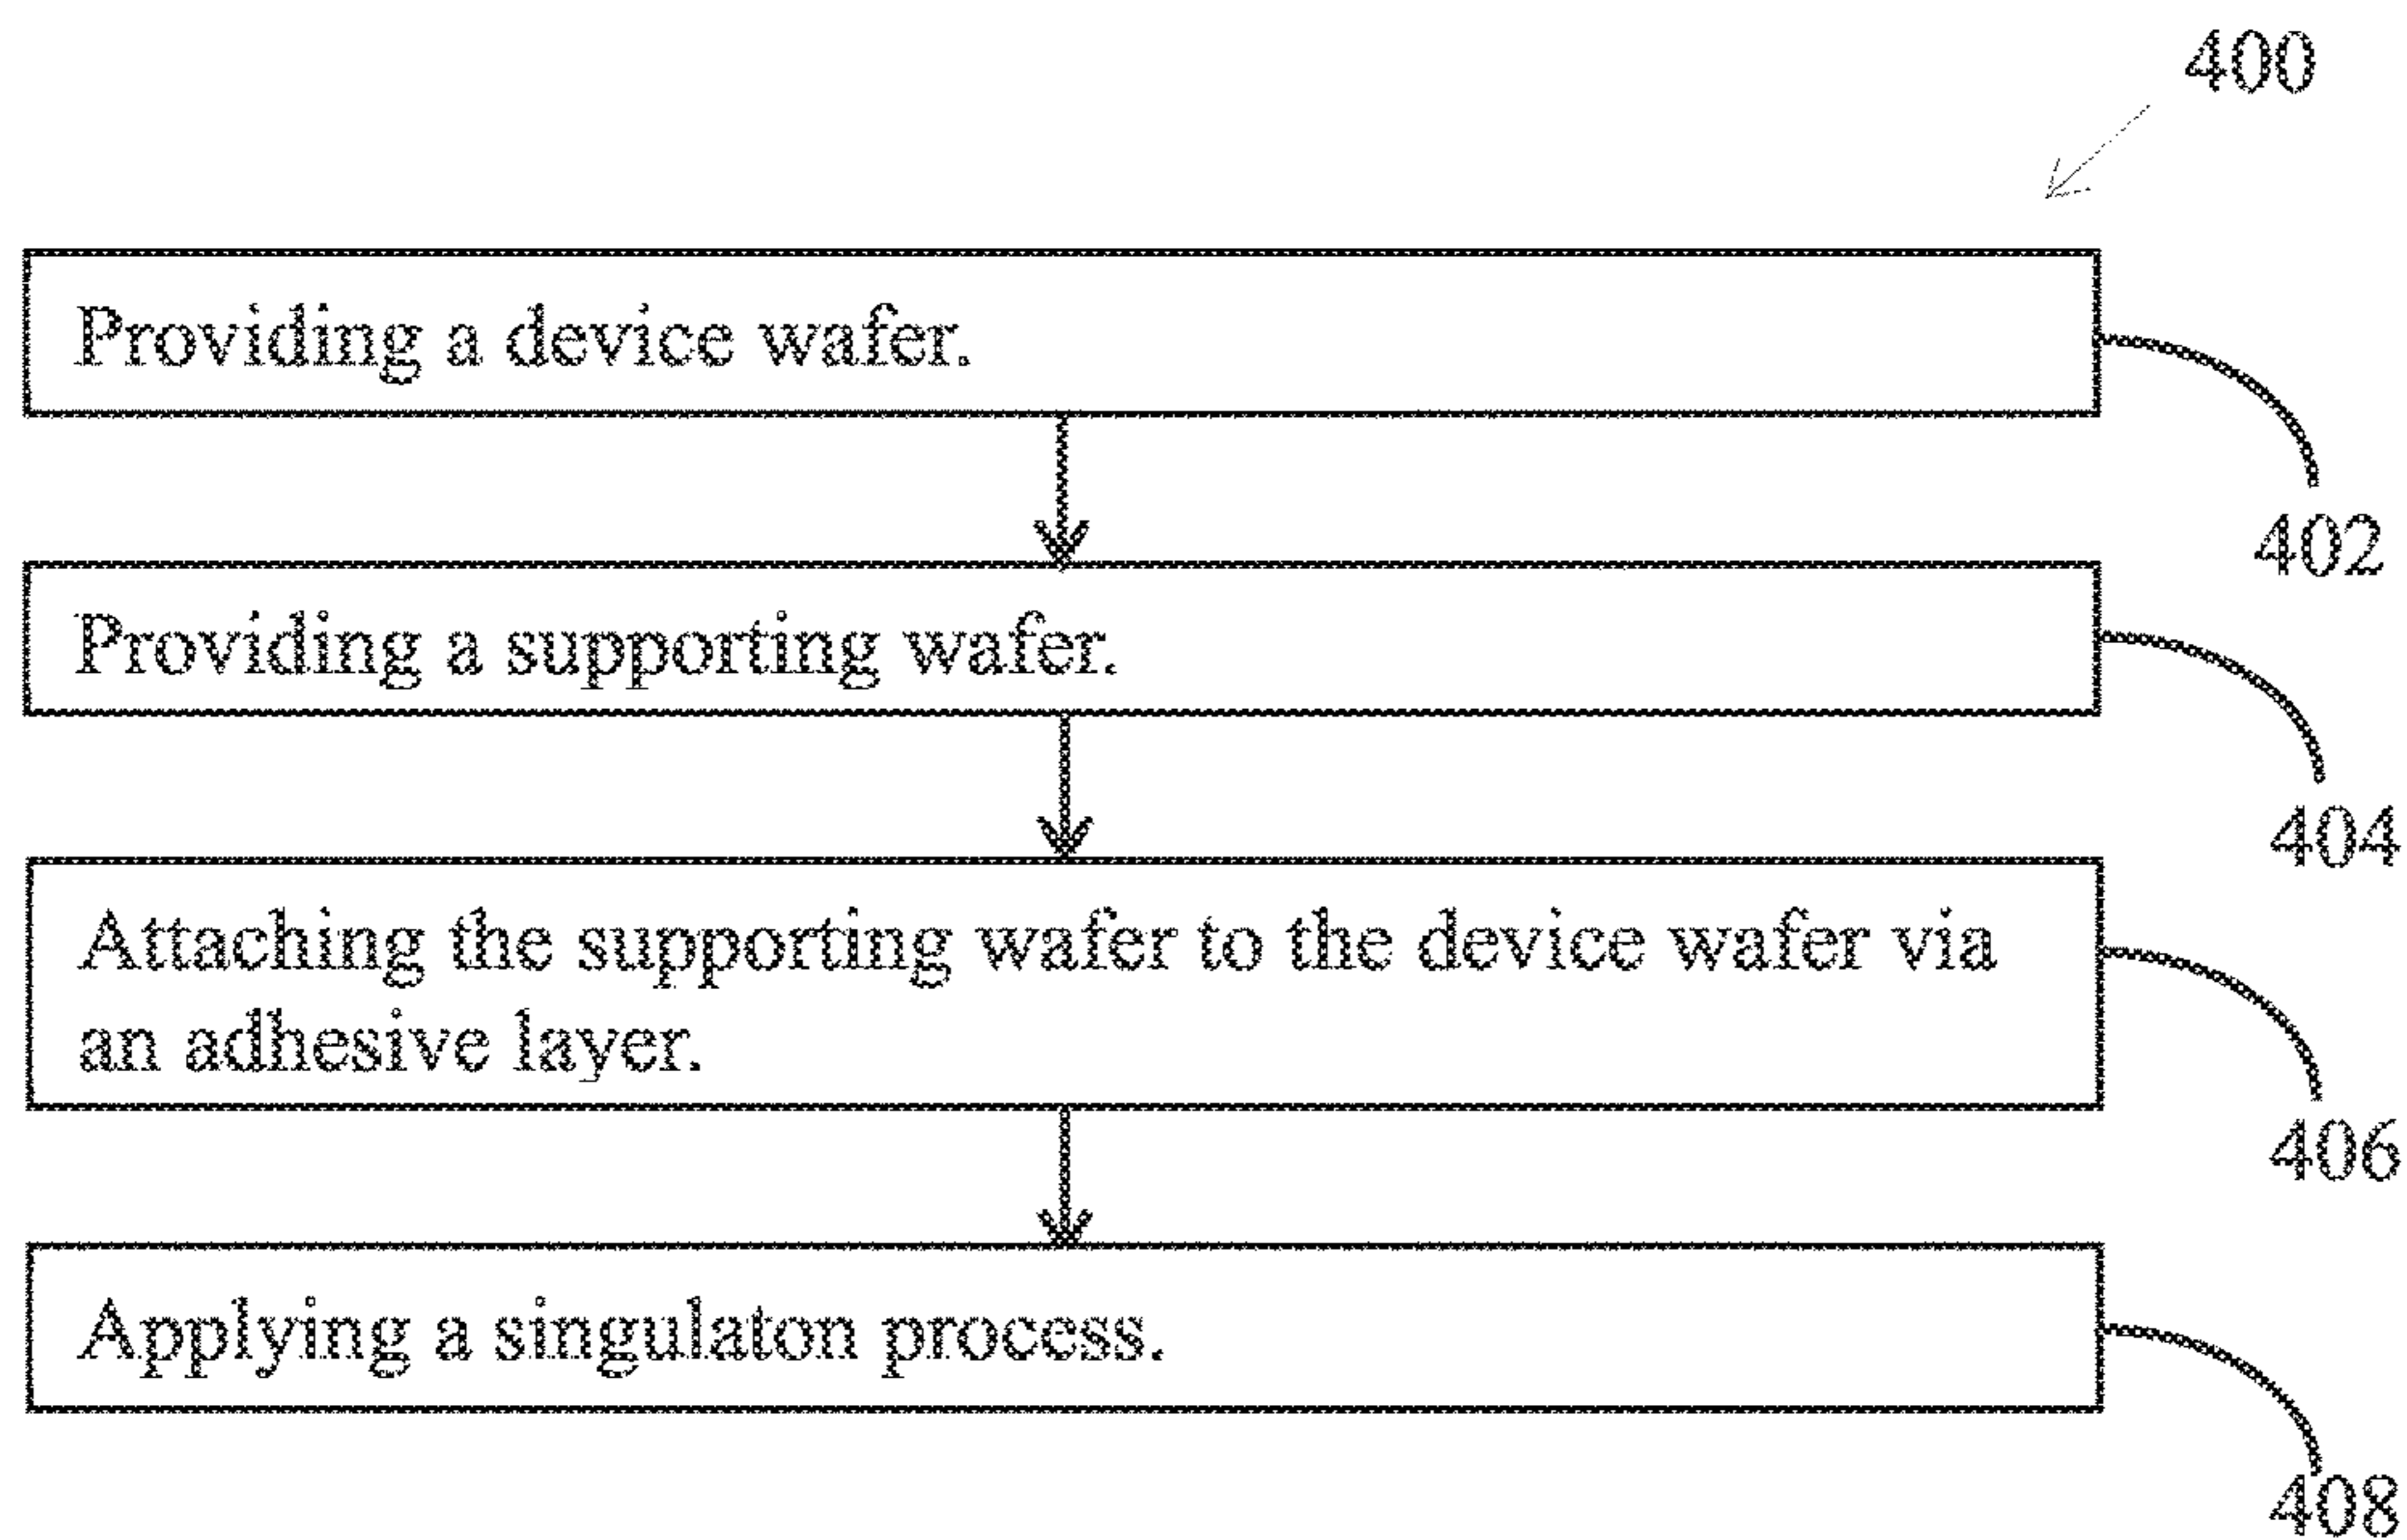 400
Providing a device wafer.
402
Providing a supporting wafer.
404
Attaching the supporting wafer to the device wafer via
an adhesive layer.
406
Applying a singulaton process.
408